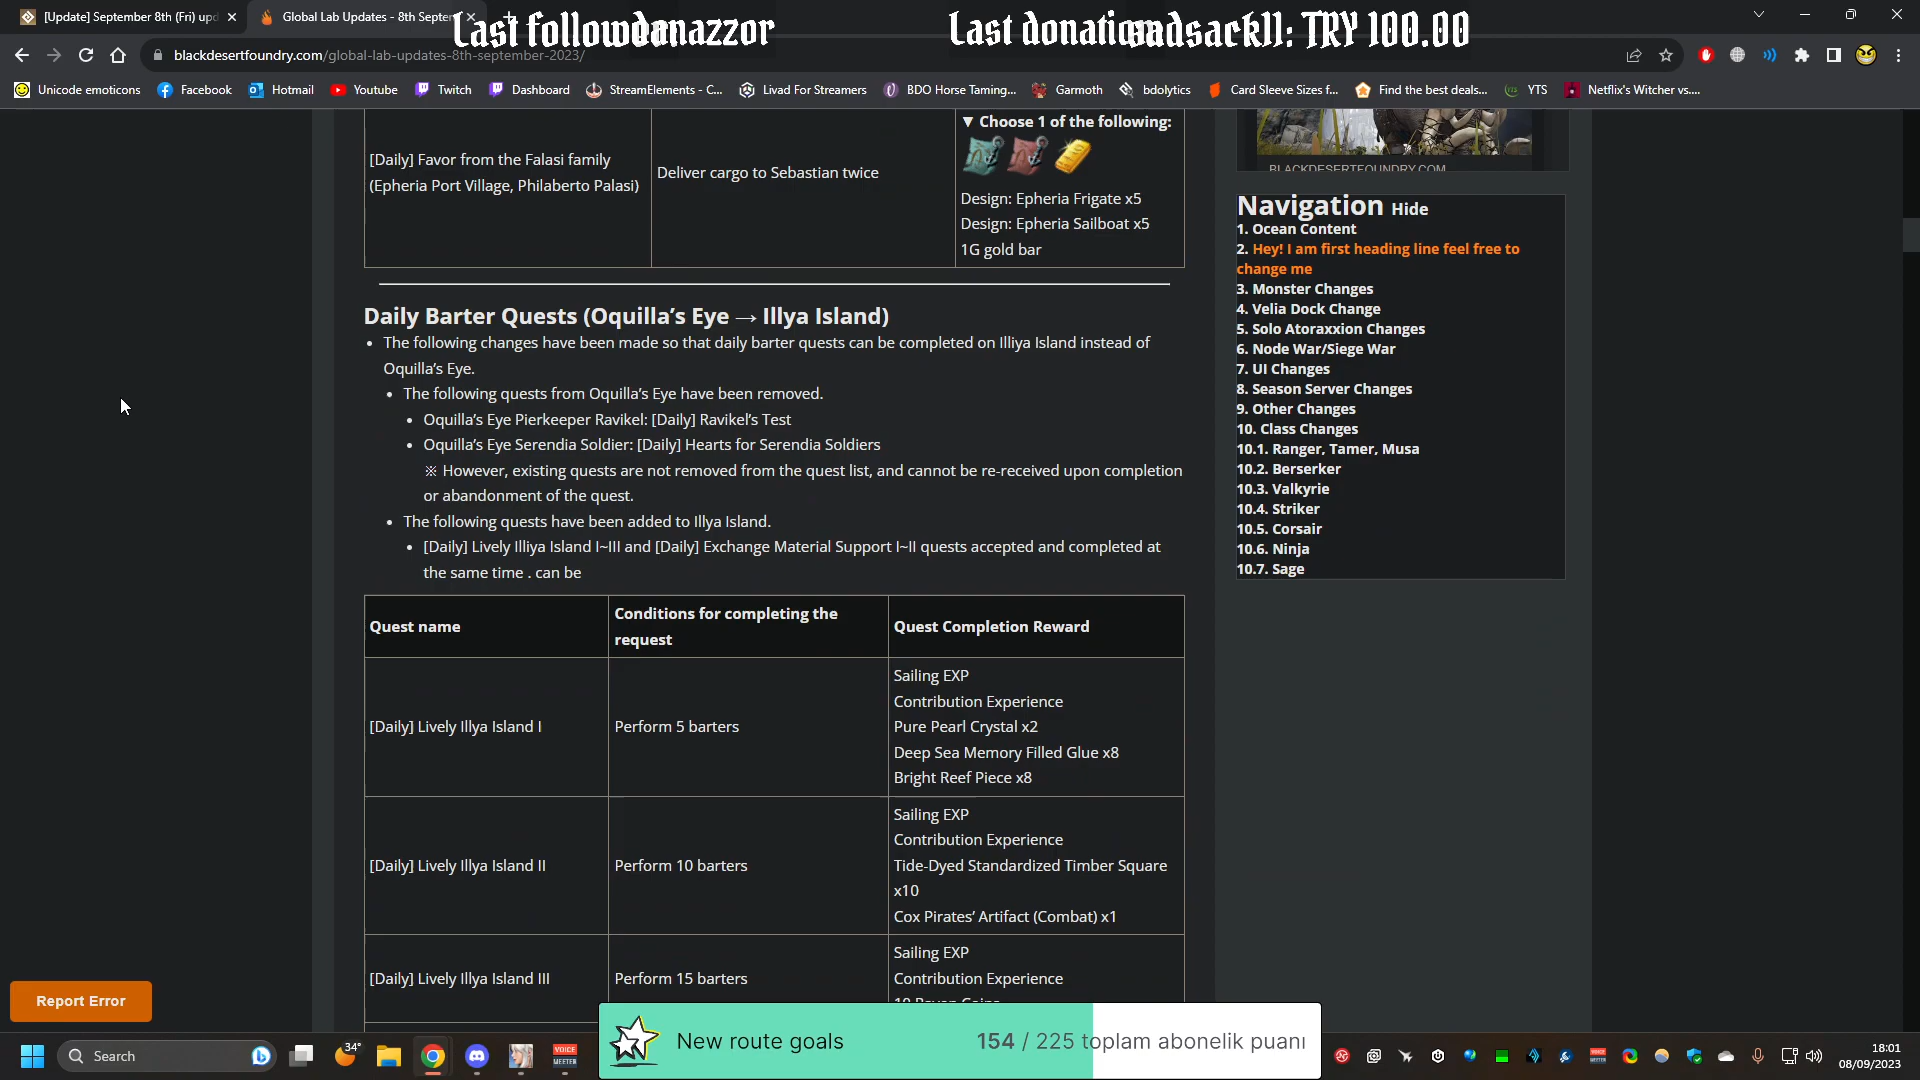 [Update] September 8th (Fri) upd
Global Lab Updates - 8th Septer
Last follower
danazzor
Last donation
sadsackll: TRY 100.00
blackdesertfoundry.com/global-lab-updates-8th-september-2023/
Unicode emoticons
Facebook
Hotmail
Youtube
Twitch
Dashboard
StreamElements - C...
Livad For Streamers
BDO Horse Taming...
Garmoth
bdolytics
Card Sleeve Sizes f...
Find the best deals...
YTS
Netflix's Witcher vs....
[Daily] Favor from the Falasi family
(Epheria Port Village, Philaberto Palasi)
Deliver cargo to Sebastian twice
▼ Choose 1 of the following:
Design: Epheria Frigate x5
Design: Epheria Sailboat x5
1G gold bar
BLACKDESERTFOUNDRY.COM
Navigation Hide
1. Ocean Content
2. Hey! I am first heading line feel free to
change me
3. Monster Changes
4. Velia Dock Change
5. Solo Atoraxxion Changes
6. Node War/Siege War
7. UI Changes
8. Season Server Changes
9. Other Changes
10. Class Changes
10.1. Ranger, Tamer, Musa
10.2. Berserker
10.3. Valkyrie
10.4. Striker
10.5. Corsair
10.6. Ninja
10.7. Sage
Daily Barter Quests (Oquilla's Eye → Illya Island)
• The following changes have been made so that daily barter quests can be completed on Illiya Island instead of
Oquilla's Eye.
• The following quests from Oquilla's Eye have been removed.
• Oquilla's Eye Pierkeeper Ravikel: [Daily] Ravikel's Test
• Oquilla's Eye Serendia Soldier: [Daily] Hearts for Serendia Soldiers
※ However, existing quests are not removed from the quest list, and cannot be re-received upon completion
or abandonment of the quest.
• The following quests have been added to Illya Island.
• [Daily] Lively Illiya Island I~III and [Daily] Exchange Material Support I~II quests accepted and completed at
the same time . can be
Quest name
Conditions for completing the
request
Quest Completion Reward
[Daily] Lively Illya Island I
Perform 5 barters
Sailing EXP
Contribution Experience
Pure Pearl Crystal x2
Deep Sea Memory Filled Glue x8
Bright Reef Piece x8
[Daily] Lively Illya Island II
Perform 10 barters
Sailing EXP
Contribution Experience
Tide-Dyed Standardized Timber Square
x10
Cox Pirates' Artifact (Combat) x1
[Daily] Lively Illya Island III
Perform 15 barters
Sailing EXP
Contribution Experience
Report Error
New route goals
154 / 225 toplam abonelik puanı
Search
34°
VOICE
MEETER
18:01
08/09/2023